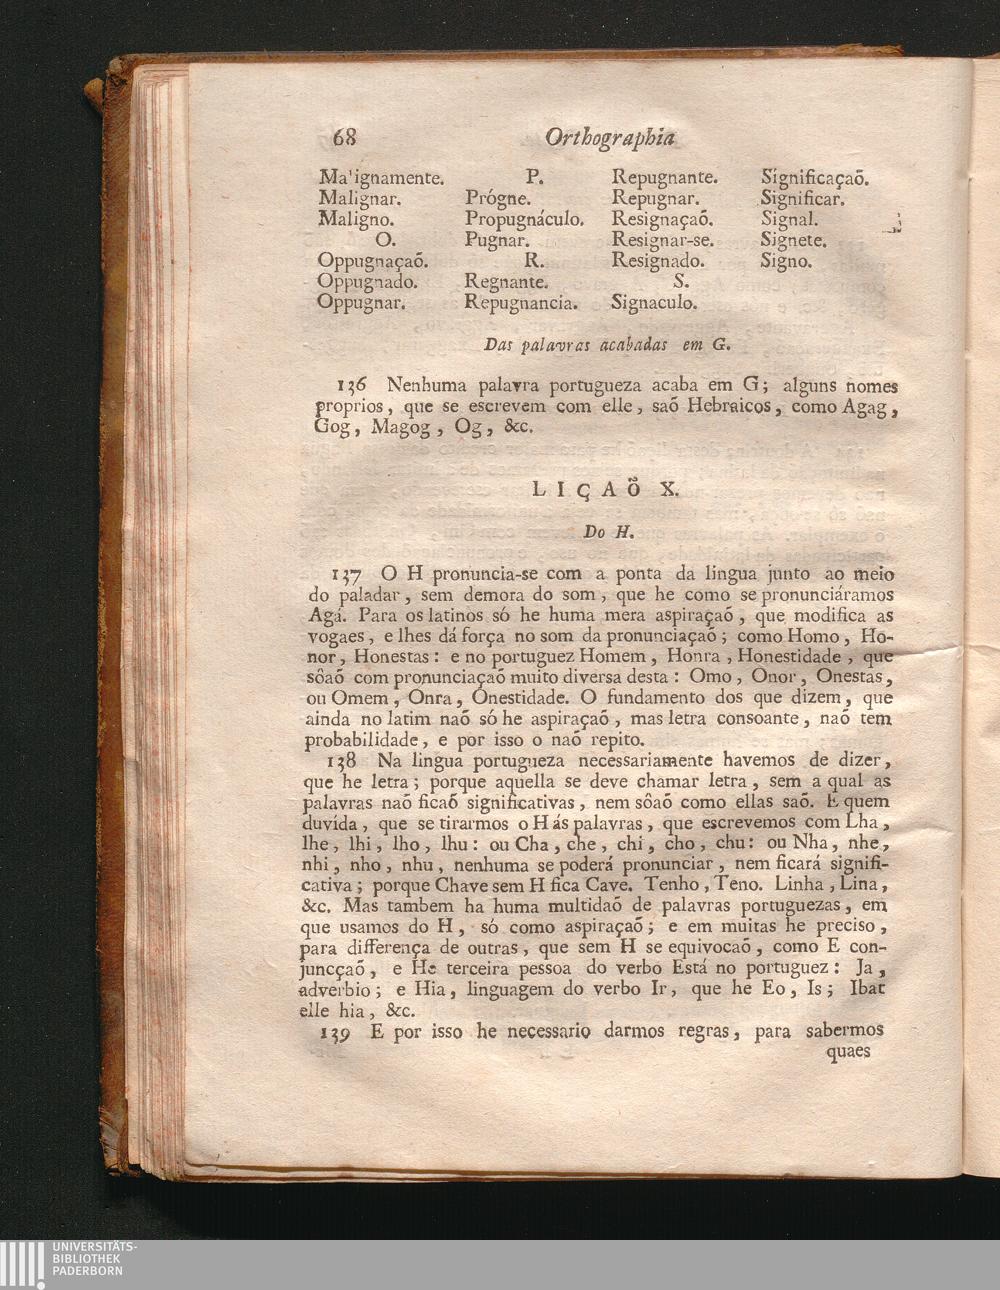 68 Orthographia
Ma'ignamente.
Malignar.
Maligno.
O.
Oppugnaçaõ.
Oppugnado.
Oppugnar.
P.
Prógne.
Propugnáculo.
Pugnar.
R.
Regnante.
Repugnancia.
Repugnante.
Repugnar.
Resignaçaõ.
Resignar-se.
Resignado.
S.
Signaculo.
Significaçaõ.
Significar.
Signal.
Signete.
Signo.
Das palavras acabadas em G.
136 Nenhuma palavra portugueza acaba em G; alguns nomes
proprios, que se escrevem com elle, saõ Hebraicos, como Agag,
Gog, Magog, Og, &c.
LIÇAÕ X.
Do H.
137 O H pronuncia-se com a ponta da lingua junto ao meio
do paladar, sem demora do som, que he como se pronunciáramos
Agá. Para os latinos só he huma mera aspiraçaõ, que modifica as
vogaes, e lhes dá força no som da pronunciaçaõ; como Homo, Ho-
nor, Honestas: e no portuguez Homem, Honra, Honestidade, que
sôaõ com pronunciaçaõ muito diversa desta: Omo, Onor, Onestas,
ou Omem, Onra, Onestidade. O fundamento dos que dizem, que
ainda no latim naõ só he aspiraçaõ, mas letra consoante, naõ tem
probabilidade, e por isso o naõ repito.
138 Na lingua portugueza necessariamente havemos de dizer,
que he letra; porque aquella se deve chamar letra, sem a qual as
palavras naõ ficaõ significativas, nem sôaõ como ellas saõ. E quem
duvída, que se tirarmos o H ás palavras, que escrevemos com Lha,
lhe, lhi, lho, lhu: ou Cha, che, chi, cho, chu: ou Nha, nhe,
nhi, nho, nhu, nenhuma se poderá pronunciar, nem ficará signifi-
cativa; porque Chave sem H fica Cave. Tenho, Teno. Linha, Lina,
&c. Mas tambem ha huma multidaõ de palavras portuguezas, em
que usamos do H, só como aspiraçaõ; e em muitas he preciso,
para differença de outras, que sem H se equivocaõ, como E con-
juncçaõ, e He terceira pessoa do verbo Está no portuguez: Ja,
adverbio; e Hia, linguagem do verbo Ir, que he Eo, Is; Ibat
elle hia, &c.
139 E por isso he necessario darmos regras, para sabermos
quaes
UNIVERSITÄTS-
BIBLIOTHEK
PADERBORN